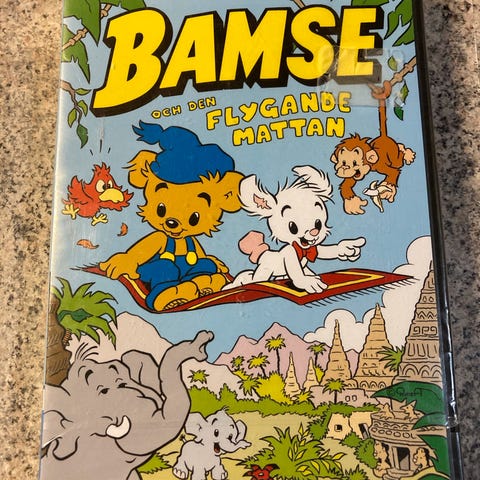 BAMSE
OCH DEN
FLYGANDE
MATTAN